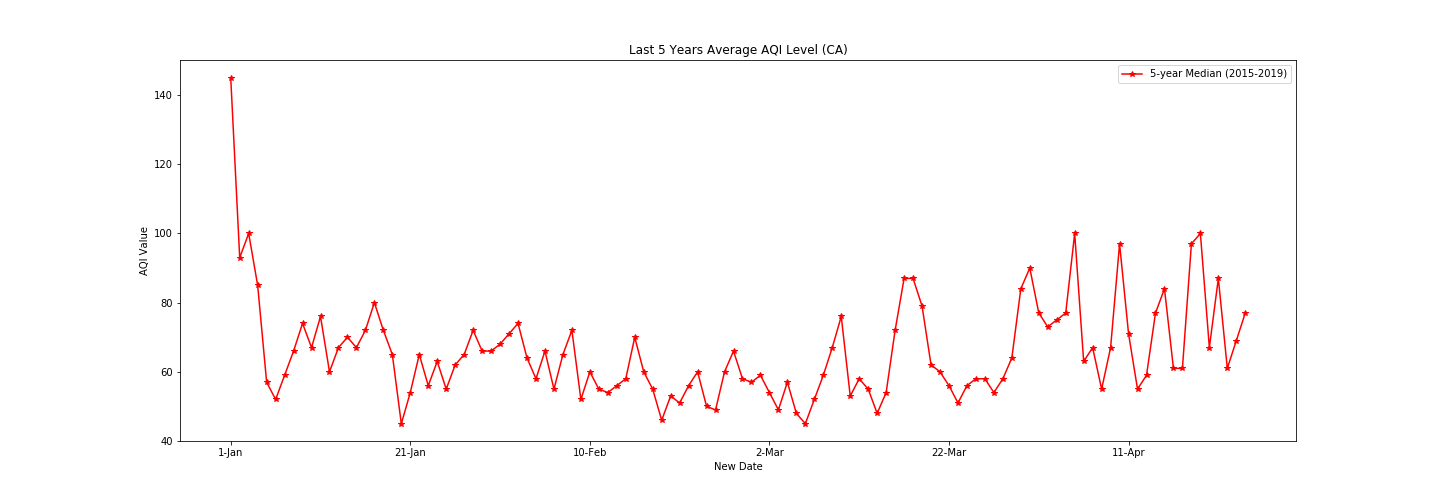 Last 5 Years Average AQI Level (CA)
5-year Median (2015-2019)
140
120
100
80
60
40
AQI Value
1-Jan
21-Jan
10-Feb
2-Mar
22-Mar
11-Apr
New Date